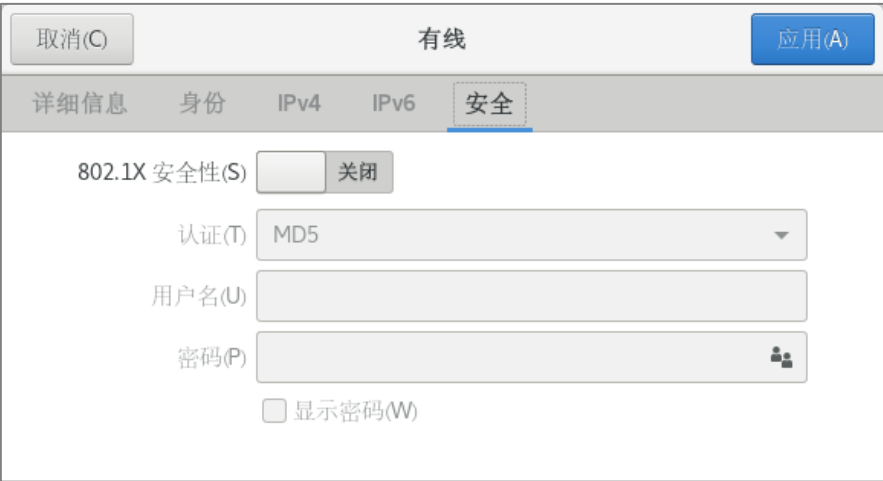 取消(C) 有线 应用(A)
详细信息 身份 IPv4 IPv6 安全
802.1X 安全性(S) 关闭
认证(T) MD5
用户名(U)
密码(P)
显示密码(W)